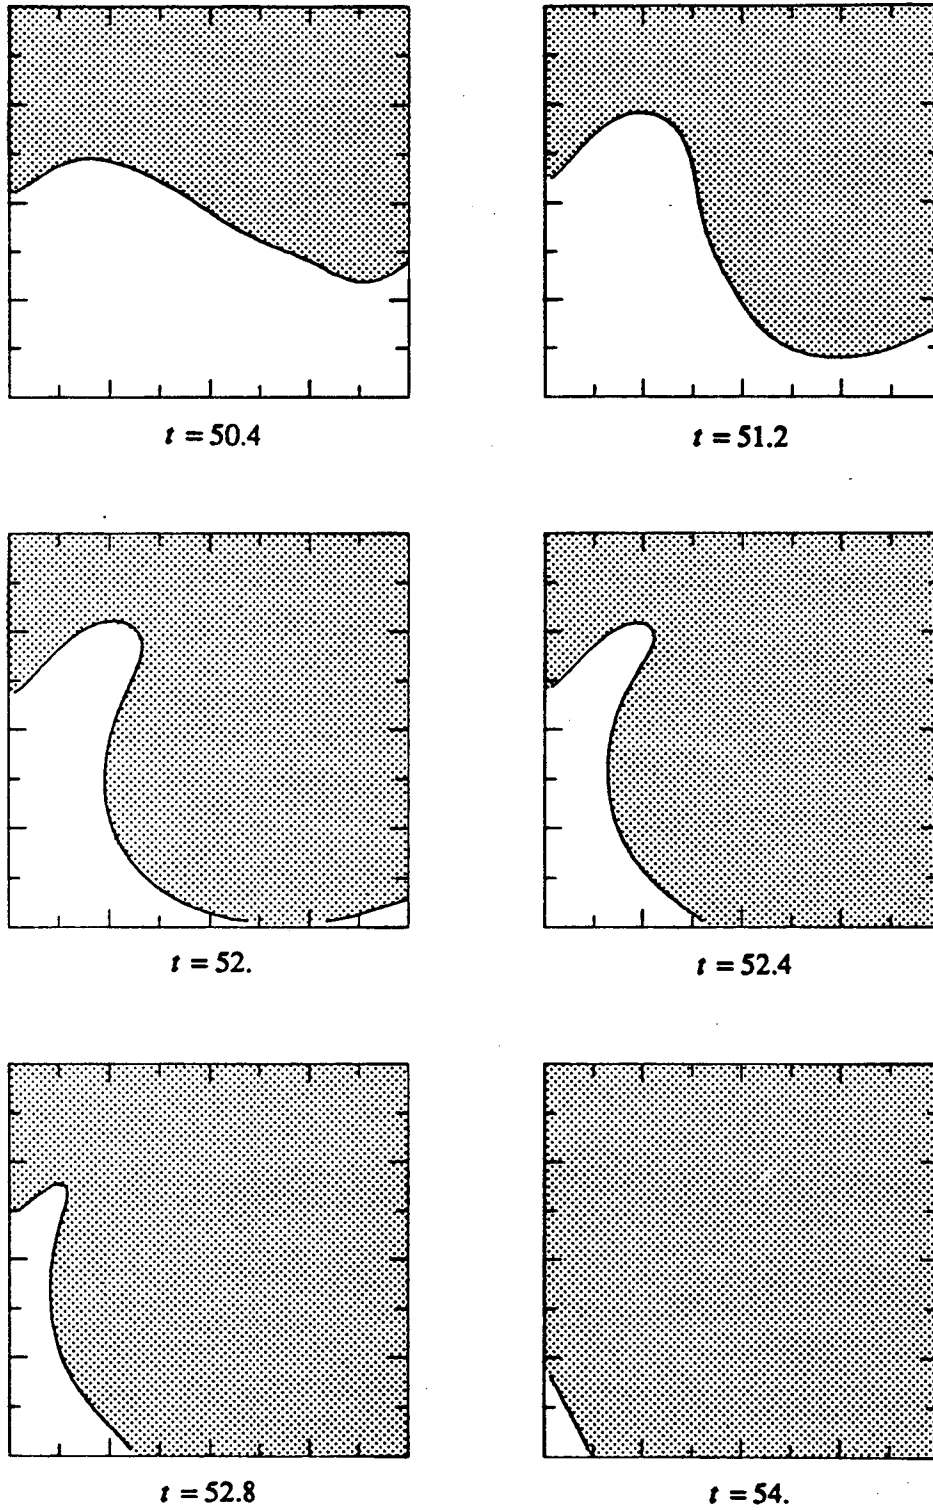 t = 50.4
t = 51.2
t = 52.
t = 52.4
t = 52.8
t = 54.